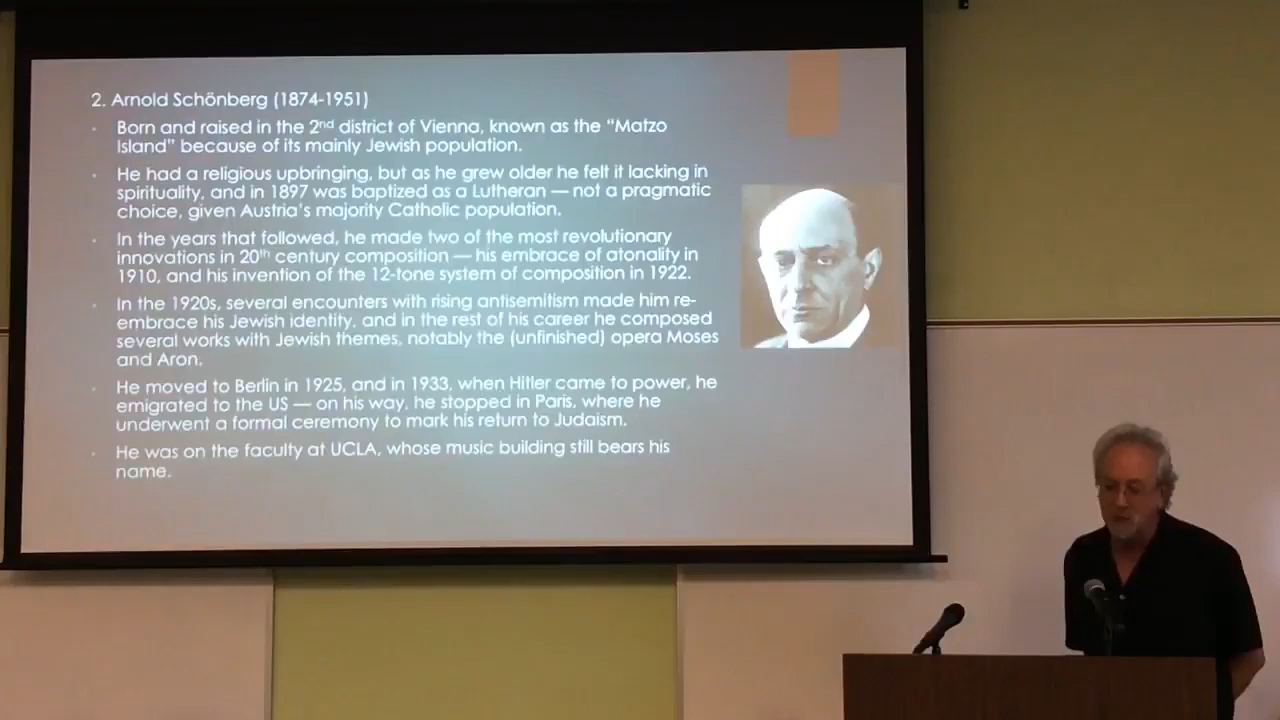 2. Arnold Schönberg (1874-1951)
Born and raised in the 2nd district of Vienna, known as the “Matzo
Island” because of its mainly Jewish population.
He had a religious upbringing, but as he grew older he felt it lacking in
spirituality, and in 1897 was baptized as a Lutheran — not a pragmatic
choice, given Austria’s majority Catholic population.
In the years that followed, he made two of the most revolutionary
innovations in 20th century composition — his embrace of atonality in
1910, and his invention of the 12-tone system of composition in 1922.
In the 1920s, several encounters with rising antisemitism made him re-
embrace his Jewish identity, and in the rest of his career he composed
several works with Jewish themes, notably the (unfinished) opera Moses
and Aron.
He moved to Berlin in 1925, and in 1933, when Hitler came to power, he
emigrated to the US — on his way, he stopped in Paris, where he
underwent a formal ceremony to mark his return to Judaism.
He was on the faculty at UCLA, whose music building still bears his
name.